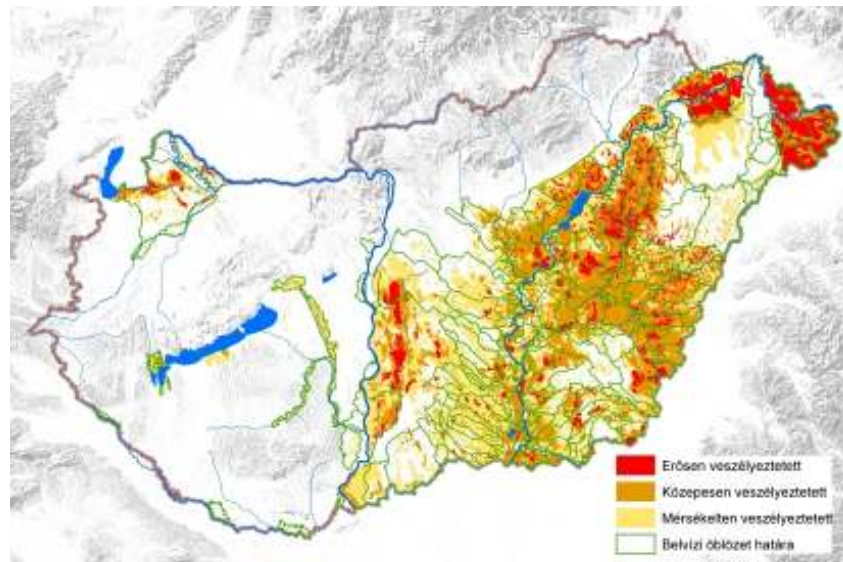 Erősen veszélyeztetett
Közepesen veszélyeztetett
Mérsékelten veszélyeztetett
Belvízi öblözet határa